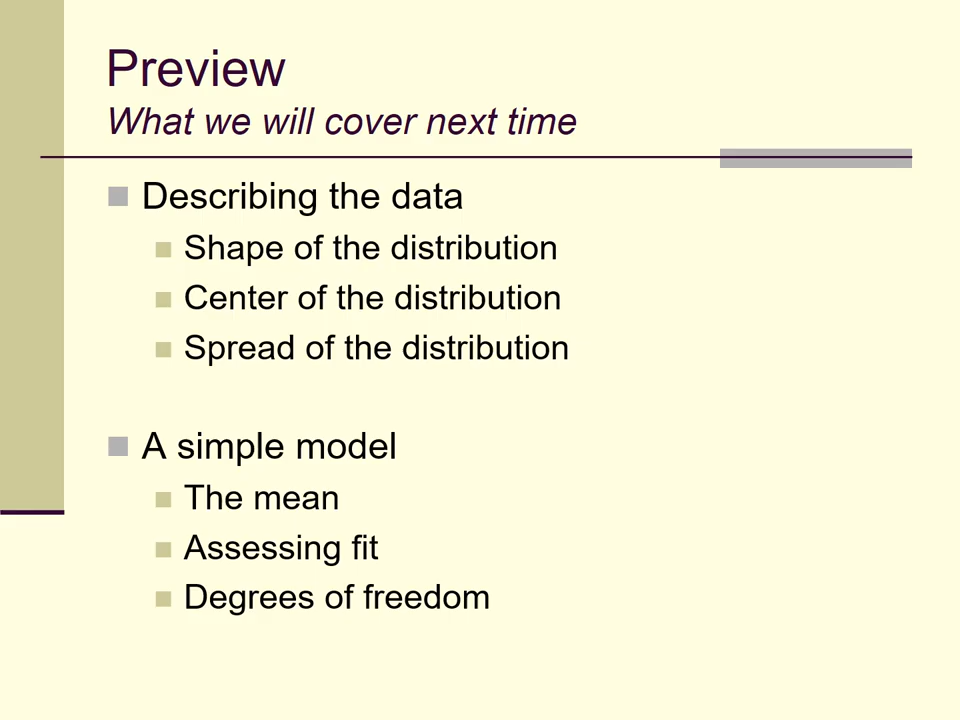 Preview
What we will cover next time
Describing the data
Shape of the distribution
Center of the distribution
Spread of the distribution
A simple model
The mean
Assessing fit
Degrees of freedom